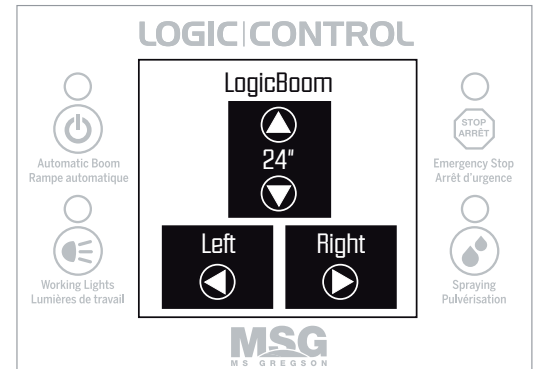 LOGIC|CONTROL
LogicBoom
24"
Left
Right
Automatic Boom
Rampe automatique
Working Lights
Lumières de travail
STOP
ARRÊT
Emergency Stop
Arrêt d'urgence
Spraying
Pulvérisation
MSG
MS GREGSON